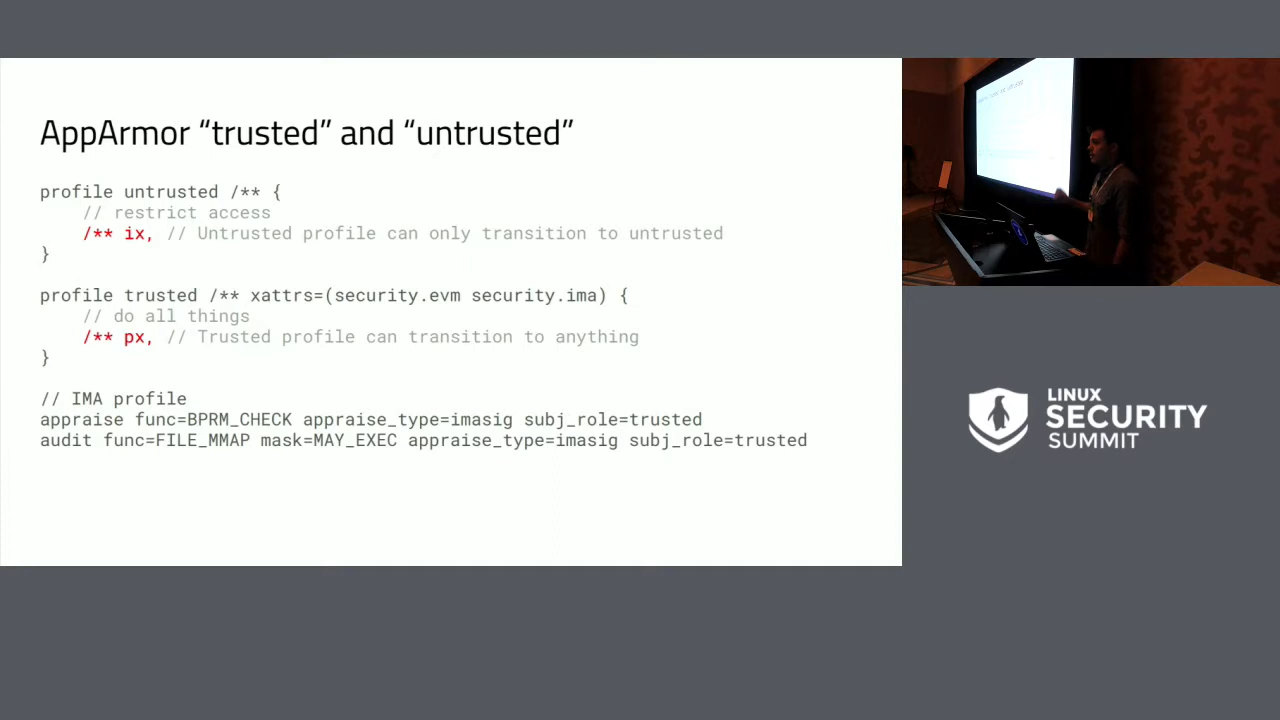 AppArmor “trusted” and “untrusted”
profile untrusted /** {
// restrict access
/** ix, // Untrusted profile can only transition to untrusted
}
profile trusted /** xattrs=(security.evm security.ima) {
// do all things
/** px, // Trusted profile can transition to anything
}
// IMA profile
appraise func=BPRM_CHECK appraise_type=imasig subj_role=trusted
audit func=FILE_MMAP mask=MAY_EXEC appraise_type=imasig subj_role=trusted
LINUX
SECURITY
SUMMIT